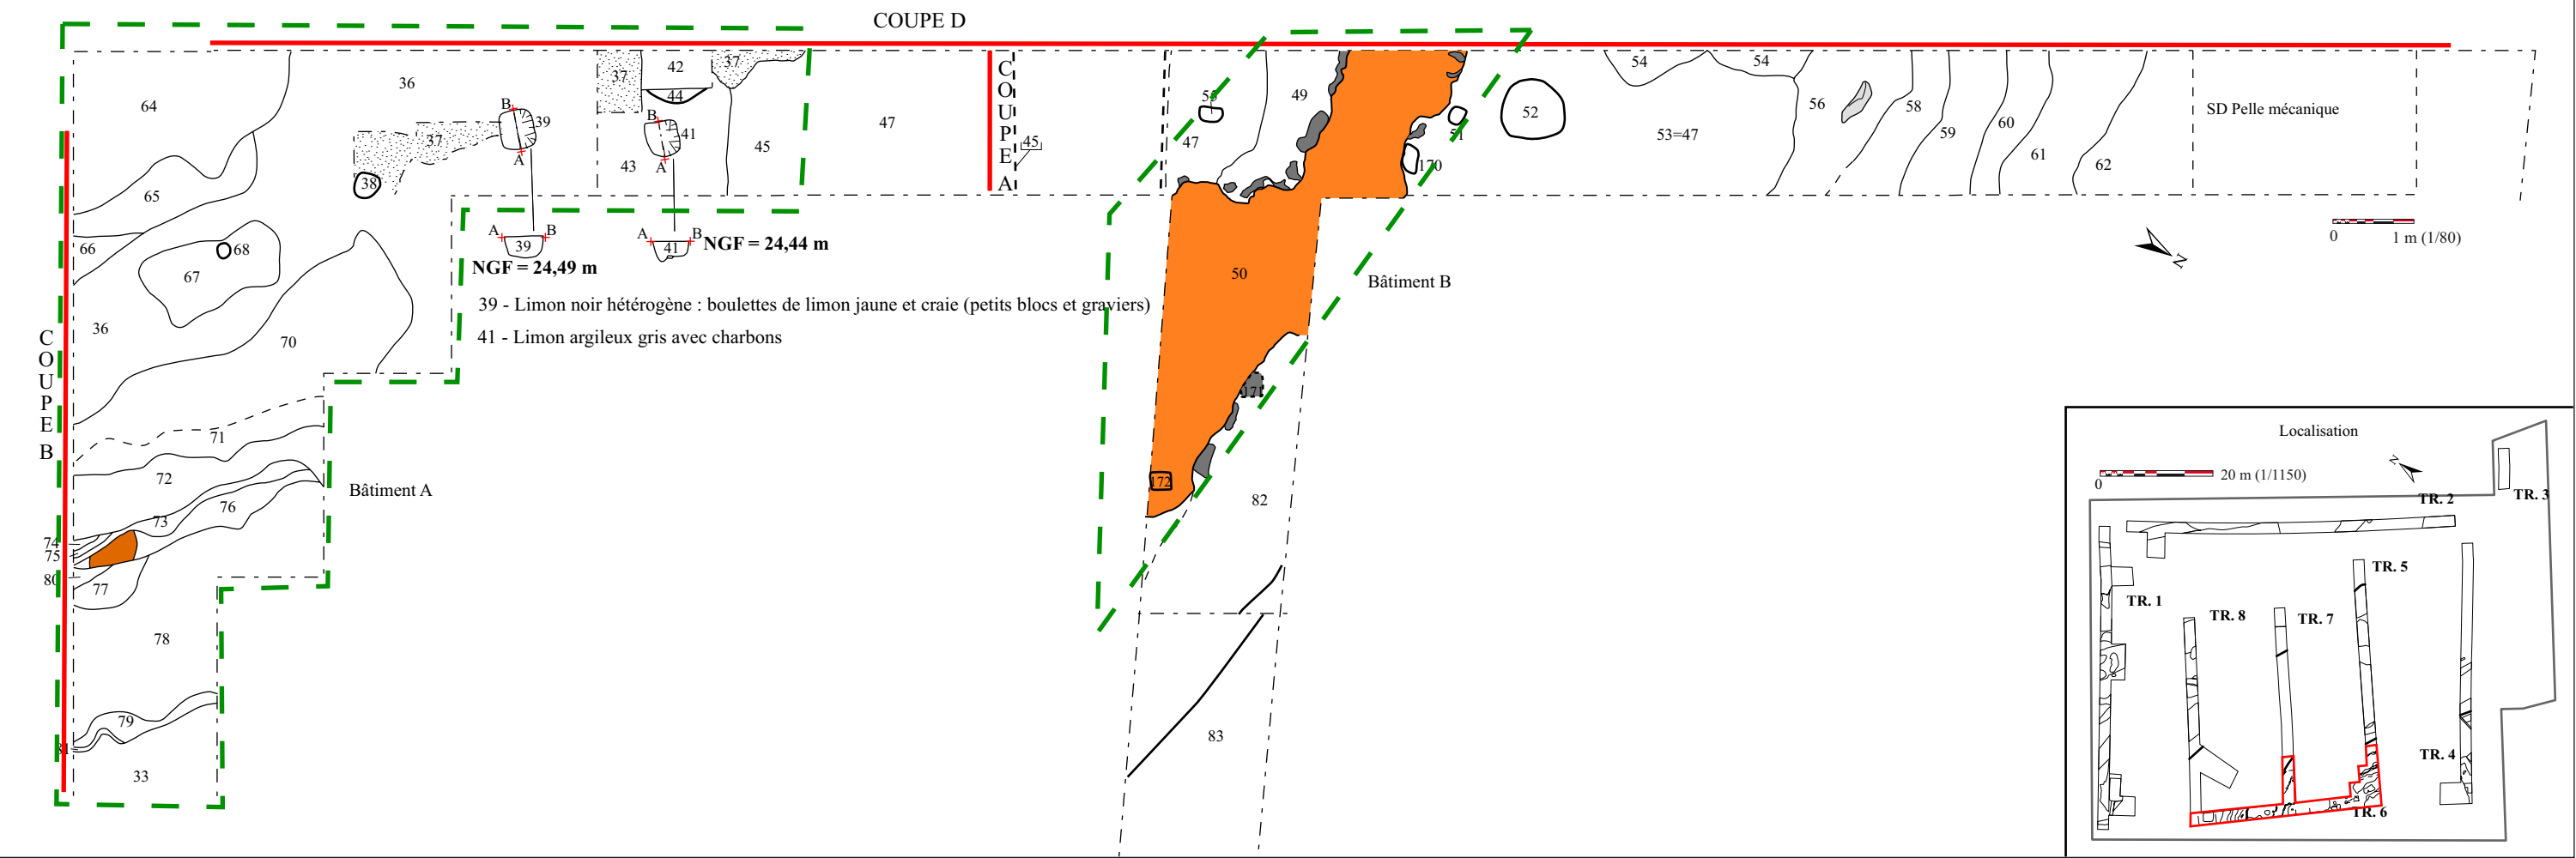 COUPE D
64
36
37
42
37
44
B
39
B
41
A
A
37
38
43
45
47
COUPE A
45
55
49
47
51
170
52
54
54
53=47
56
58
59
60
61
62
SD Pelle mécanique
0 1 m (1/80)
N
65
66
68
67
36
70
A B
39
NGF = 24,49 m
A B
41
NGF = 24,44 m
39 - Limon noir hétérogène : boulettes de limon jaune et craie (petits blocs et graviers)
41 - Limon argileux gris avec charbons
50
Bâtiment B
171
172
82
83
COUPE B
71
72
Bâtiment A
76
73
74
75
80
77
78
79
81
33
Localisation
N
0 20 m (1/1150)
TR. 2
TR. 3
TR. 5
TR. 1
TR. 8
TR. 7
TR. 4
TR. 6